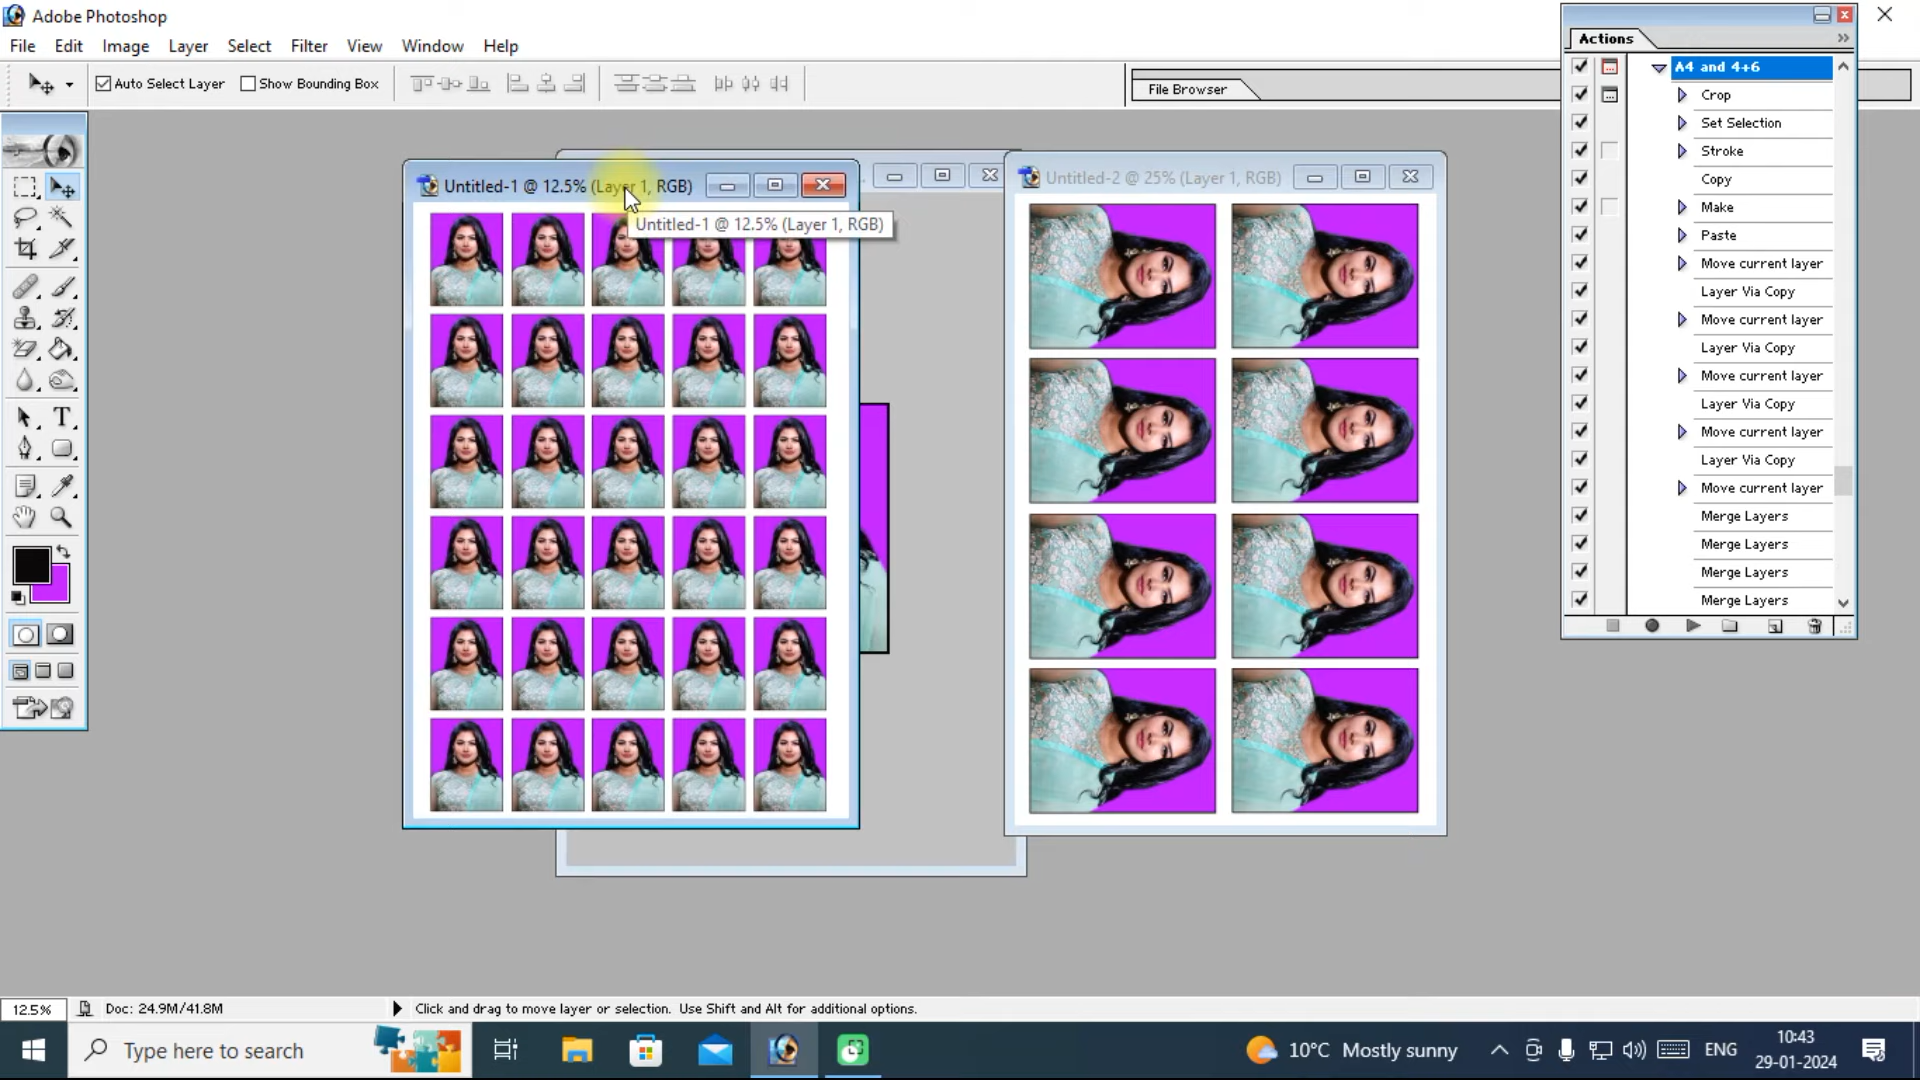 Adobe Photoshop
File Edit Image Layer Select Filter View Window Help
Auto Select Layer Show Bounding Box
File Browser
Untitled-1 @ 12.5% (Layer 1, RGB)
Untitled-1 @ 12.5% (Layer 1, RGB)
Untitled-2 @ 25% (Layer 1, RGB)
Actions
A4 and 4+6
Crop
Set Selection
Stroke
Copy
Make
Paste
Move current layer
Layer Via Copy
Move current layer
Layer Via Copy
Move current layer
Layer Via Copy
Move current layer
Layer Via Copy
Move current layer
Merge Layers
Merge Layers
Merge Layers
Merge Layers
12.5% Doc: 24.9M/41.8M Click and drag to move layer or selection. Use Shift and Alt for additional options.
Type here to search
10°C Mostly sunny
ENG
10:43
29-01-2024